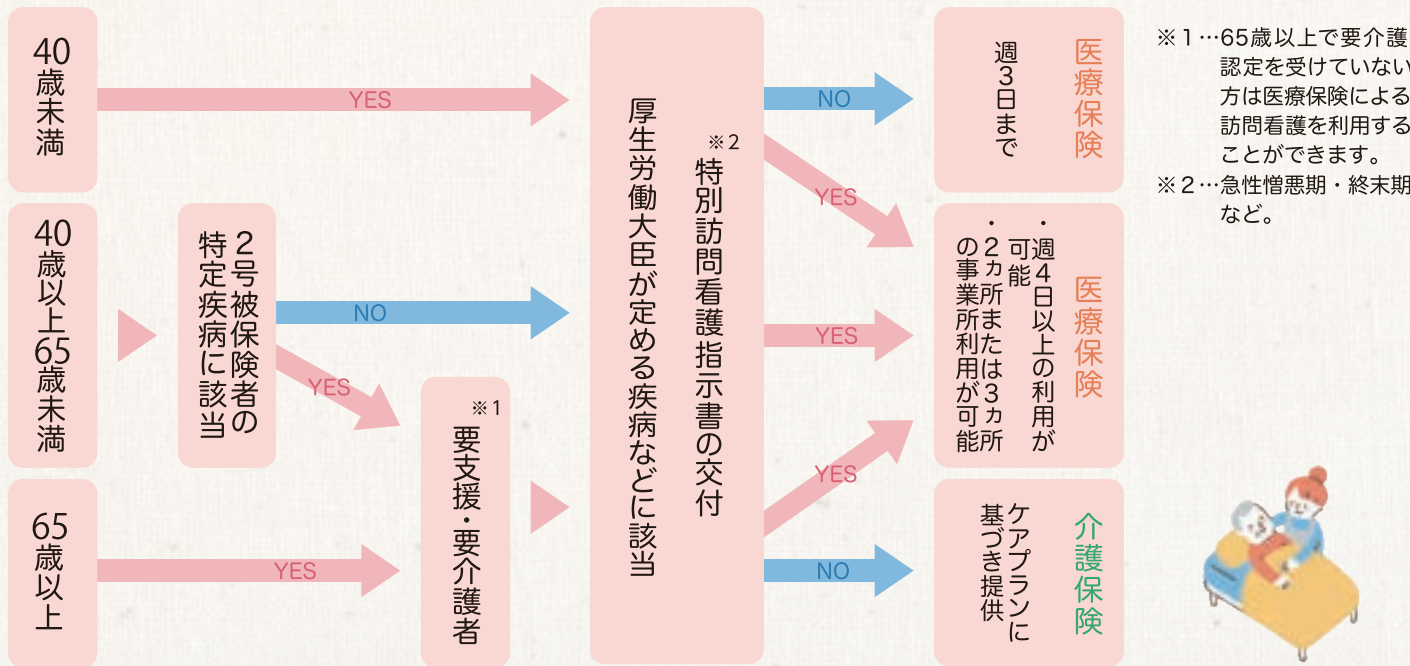 40歳未満
YES
40歳以上65歳未満
2号被保険者の
特定疾病に該当
NO
YES
65歳以上
YES
※1
要支援・要介護者
※2
特別訪問看護指示書の交付
厚生労働大臣が定める疾病などに該当
NO
YES
YES
YES
NO
医療保険
週3日まで
医療保険
・週4日以上の利用が
可能
・2ヵ所または3ヵ所
の事業所利用が可能
介護保険
ケアプランに
基づき提供
※1…65歳以上で要介護
認定を受けていない
方は医療保険による
訪問看護を利用する
ことができます。
※2…急性憎悪期・終末期
など。